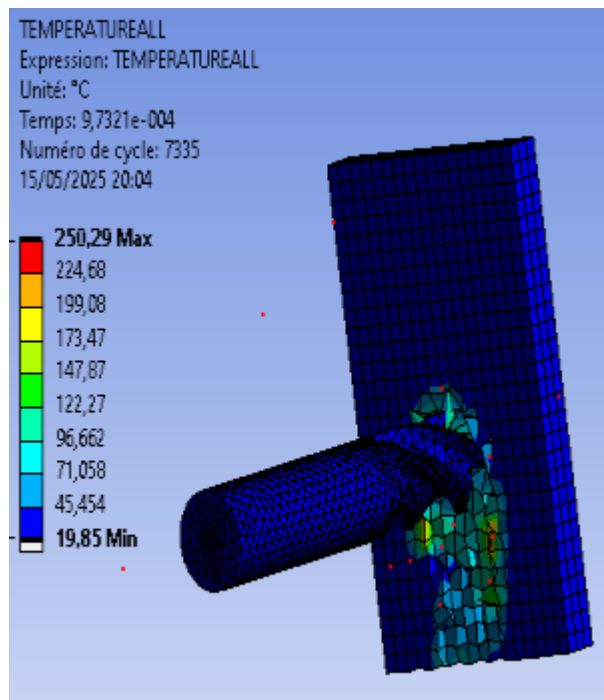 TEMPERATUREALL
Expression: TEMPERATUREALL
Unité: °C
Temps: 9,7321e-004
Numéro de cycle: 7335
15/05/2025 20:04
250,29 Max
224,68
199,08
173,47
147,87
122,27
96,662
71,058
45,454
19,85 Min